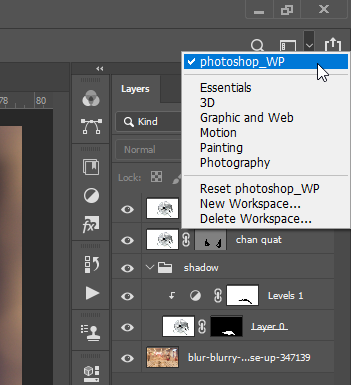 photoshop_WP
Essentials
3D
Graphic and Web
Motion
Painting
Photography
Reset photoshop_WP
New Workspace...
Delete Workspace...
78
80
Layers
Kind
Normal
Lock:
chan quat
shadow
Levels 1
Layer 0
blur-blurry-...se-up-347139